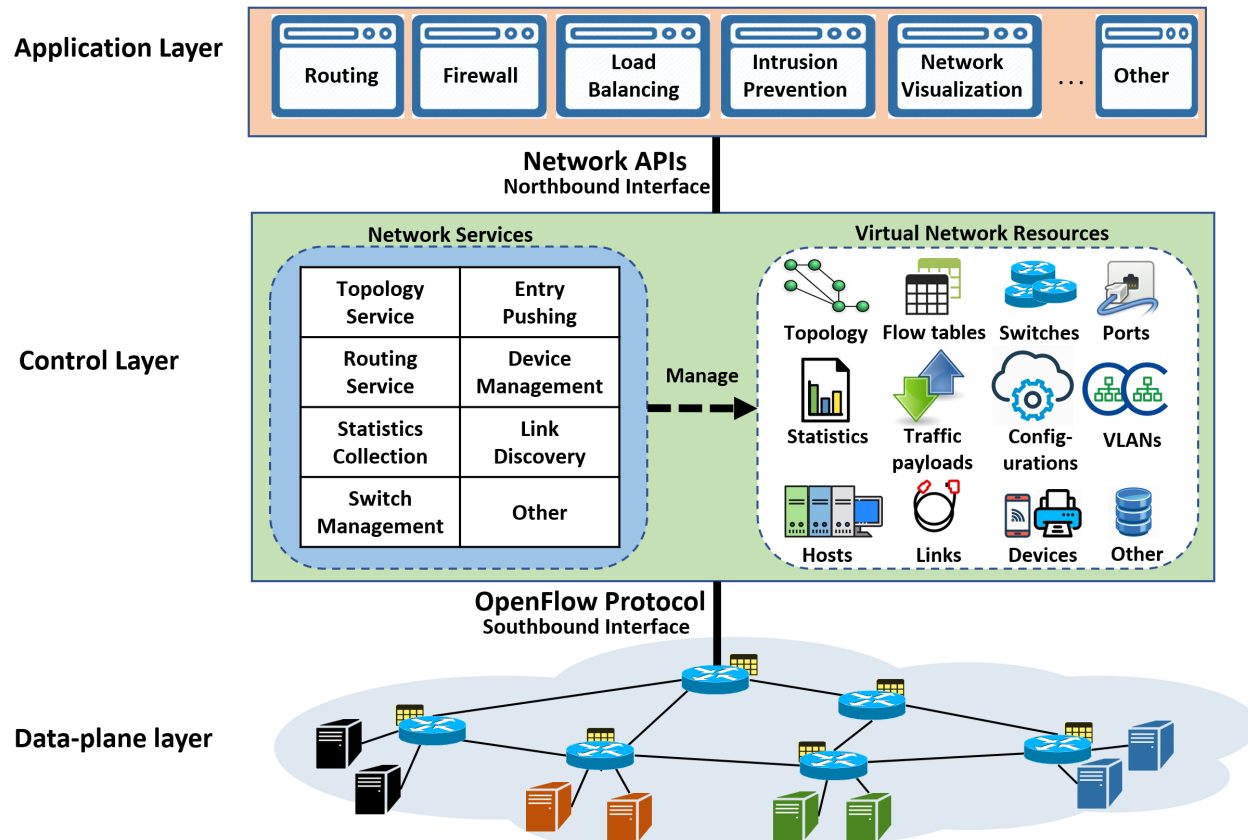 Application Layer
Routing
Firewall
Load
Balancing
Intrusion
Prevention
Network
Visualization
...
Other
Network APIs
Northbound Interface
Control Layer
Network Services
Topology
Service
Entry
Pushing
Routing
Service
Device
Management
Statistics
Collection
Link
Discovery
Switch
Management
Other
Manage
Virtual Network Resources
Topology
Flow tables
Switches
Ports
Statistics
Traffic
payloads
Config-
urations
VLANs
Hosts
Links
Devices
Other
OpenFlow Protocol
Southbound Interface
Data-plane layer